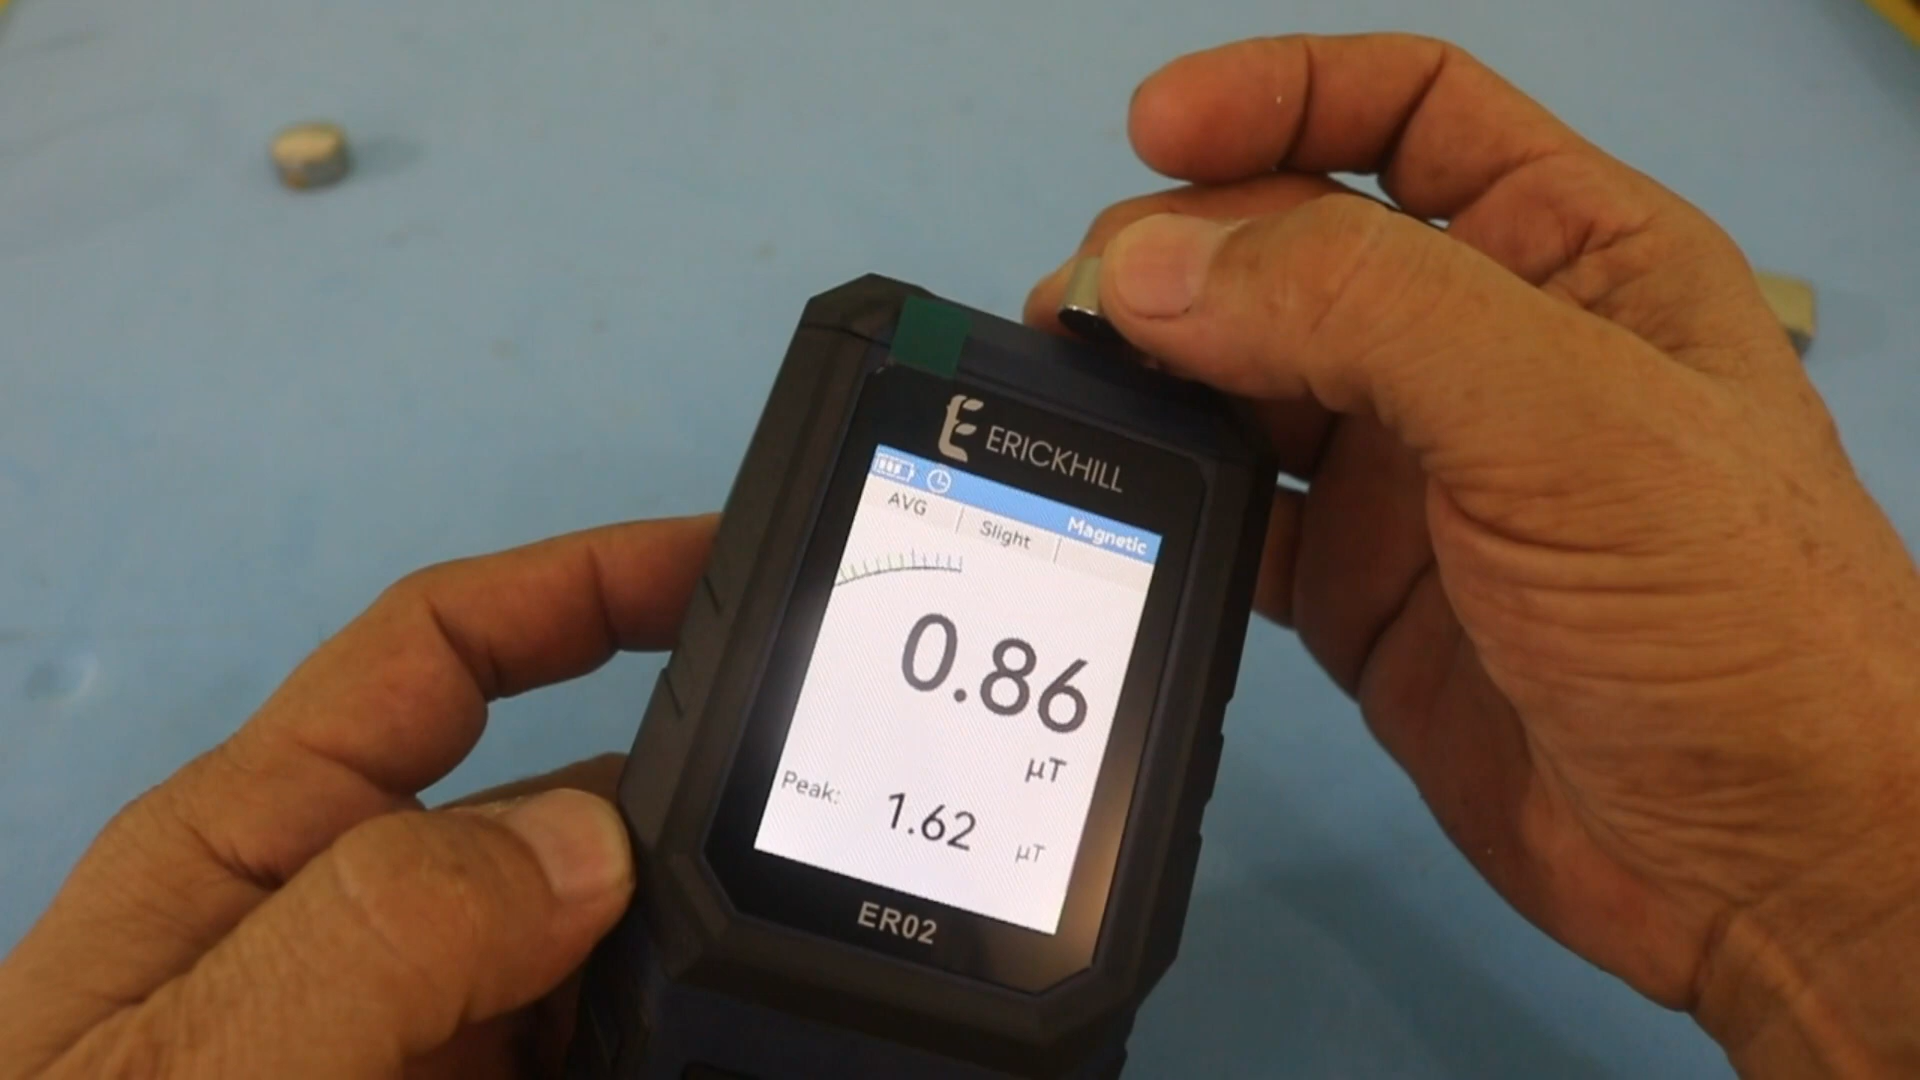 ERICKHILL
AVG Slight Magnetic
0.86
µT
Peak: 1.62 µT
ER02